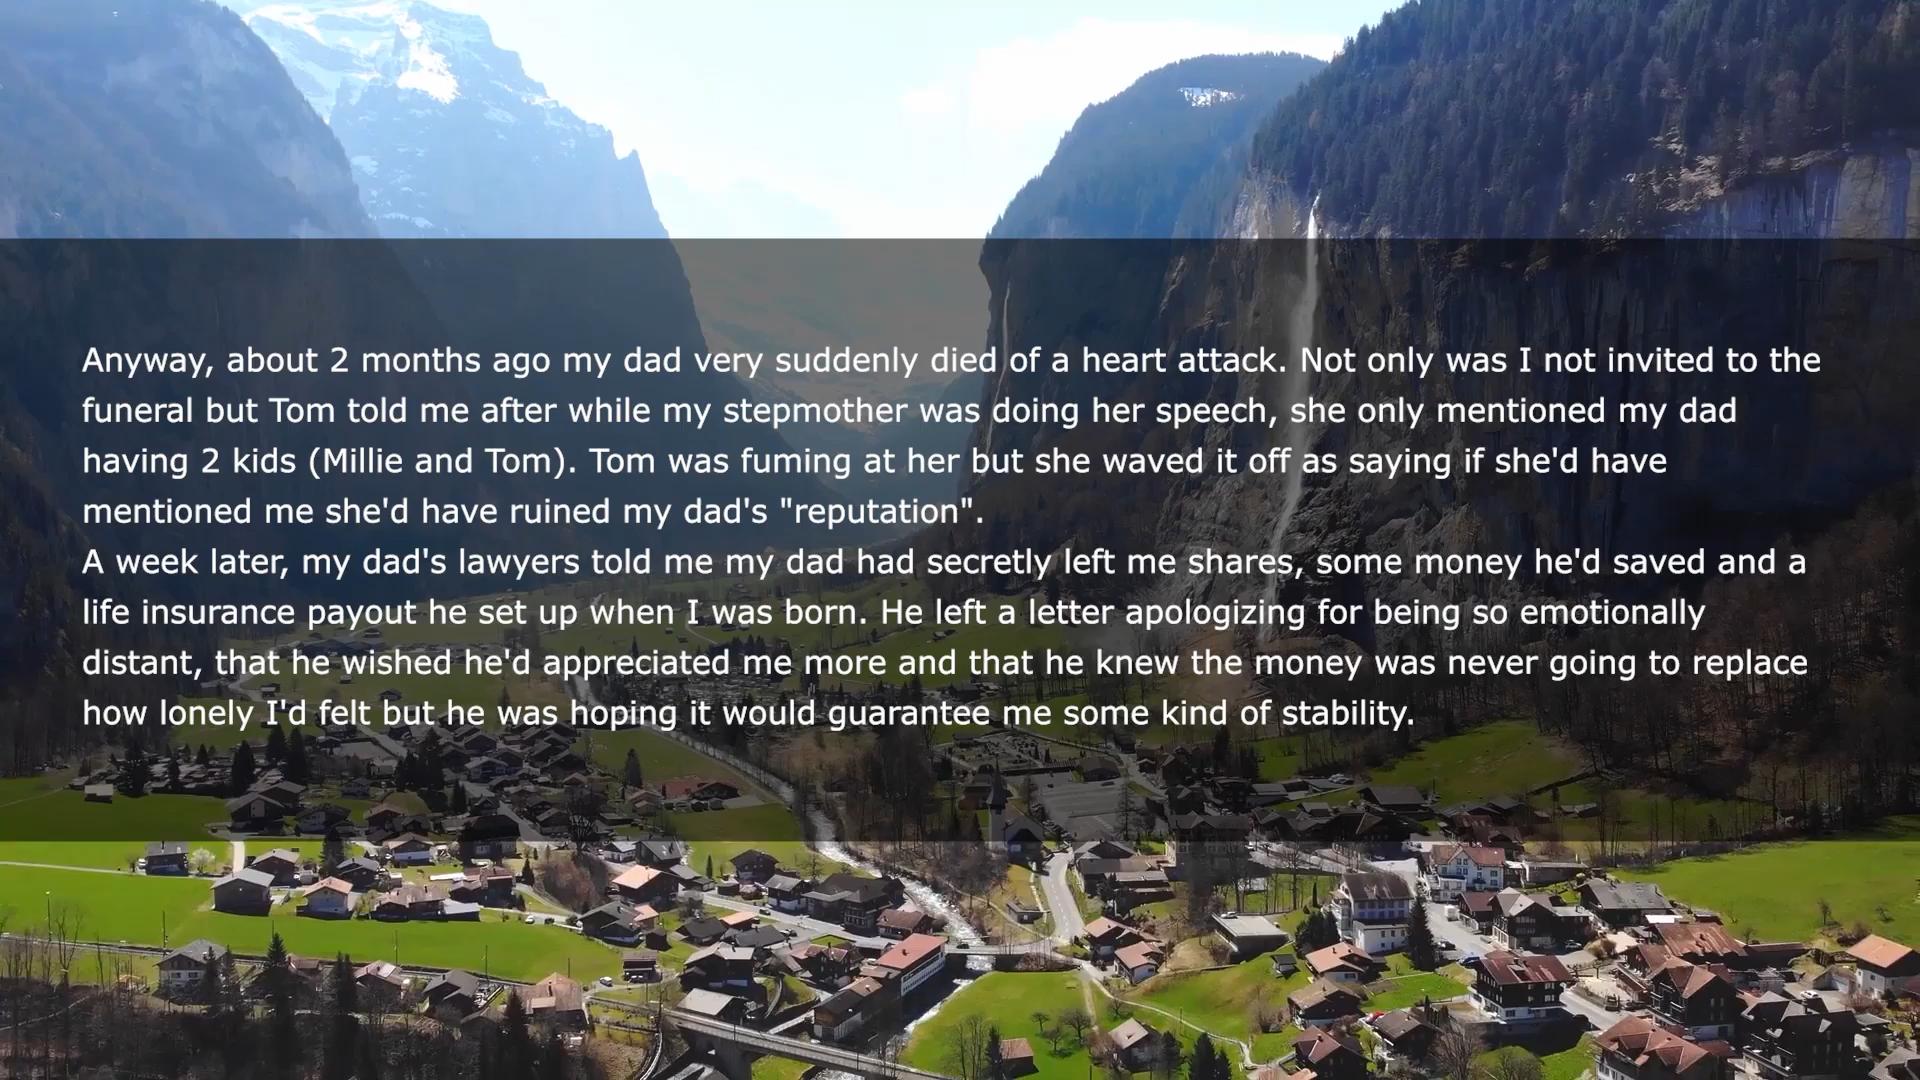 Anyway, about 2 months ago my dad very suddenly died of a heart attack. Not only was I not invited to the
funeral but Tom told me after while my stepmother was doing her speech, she only mentioned my dad
having 2 kids (Millie and Tom). Tom was fuming at her but she waved it off as saying if she'd have
mentioned me she'd have ruined my dad's "reputation".
A week later, my dad's lawyers told me my dad had secretly left me shares, some money he'd saved and a
life insurance payout he set up when I was born. He left a letter apologizing for being so emotionally
distant, that he wished he'd appreciated me more and that he knew the money was never going to replace
how lonely I'd felt but he was hoping it would guarantee me some kind of stability.